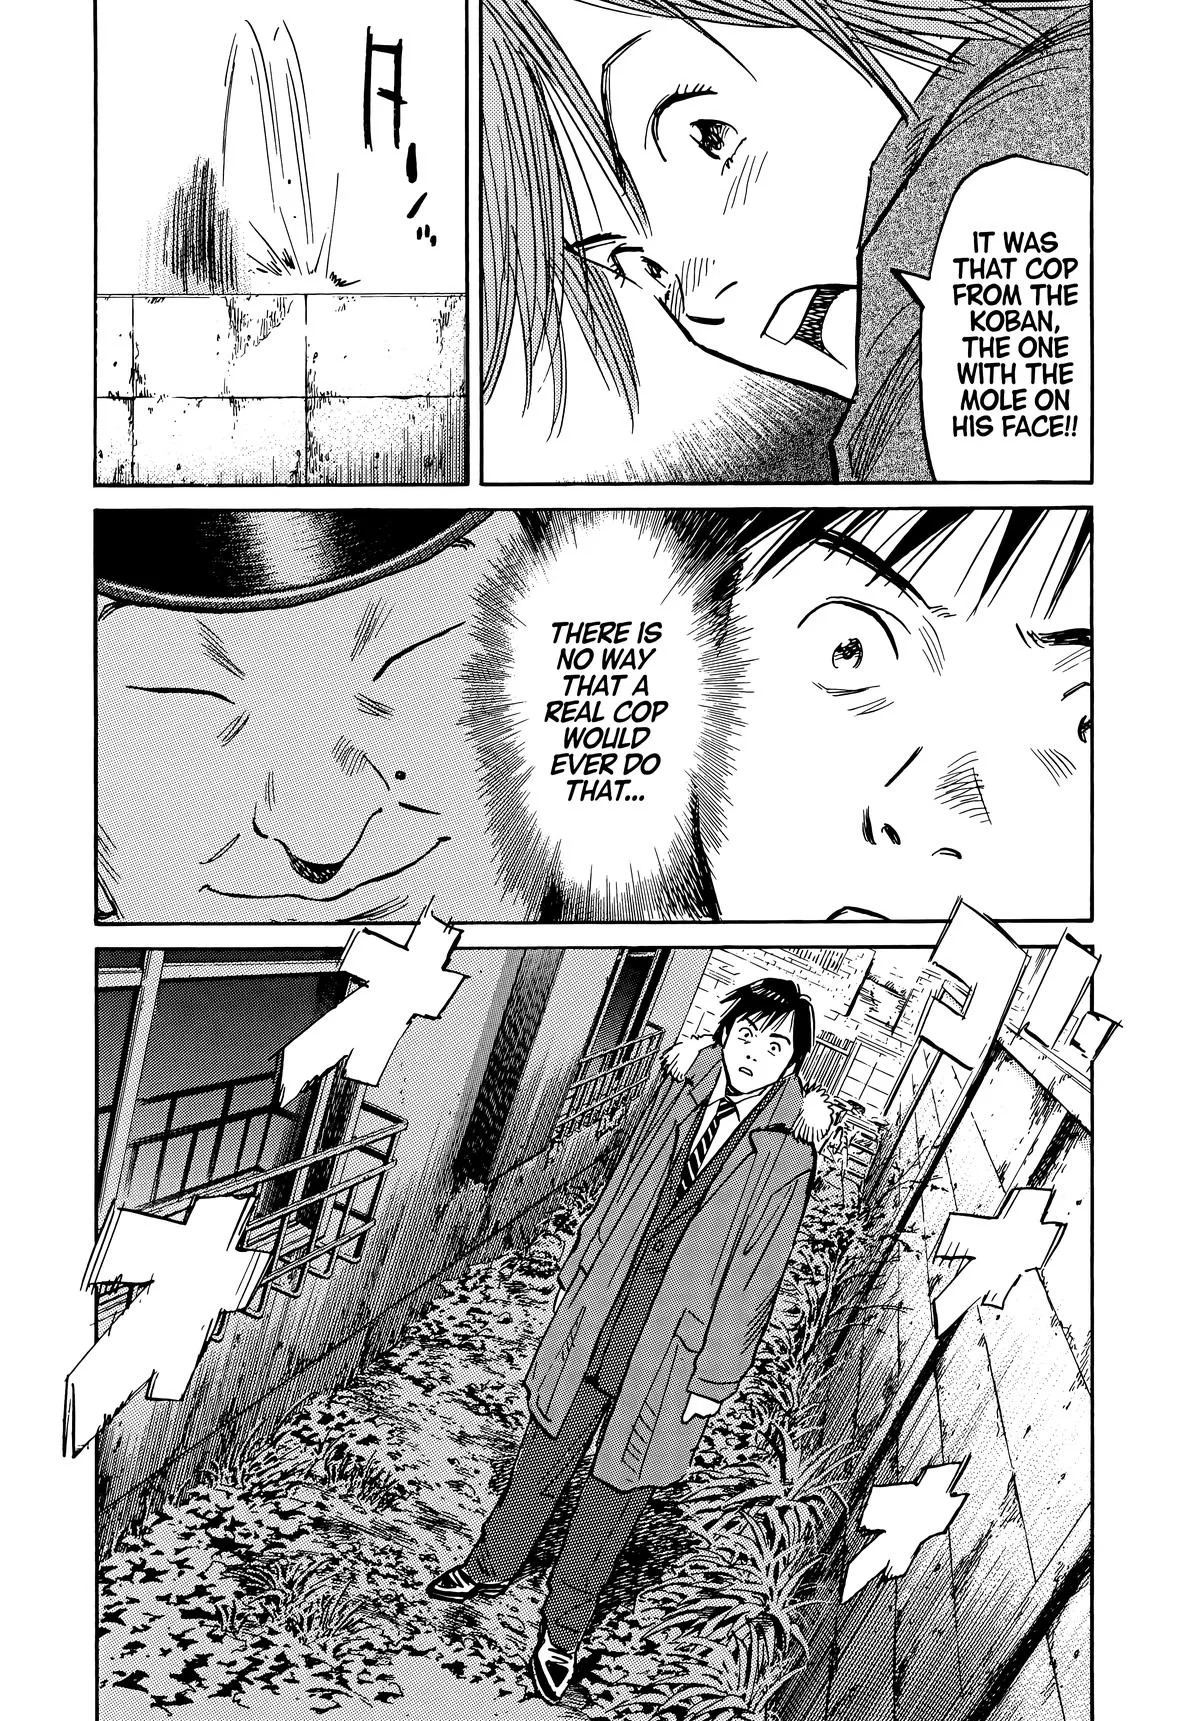 IT WAS
THAT COP
FROM THE
KOBAN,
THE ONE
WITH THE
MOLE ON
HIS FACE!!
THERE IS
NO WAY
THAT A
REAL COP
WOULD
EVER DO
THAT...